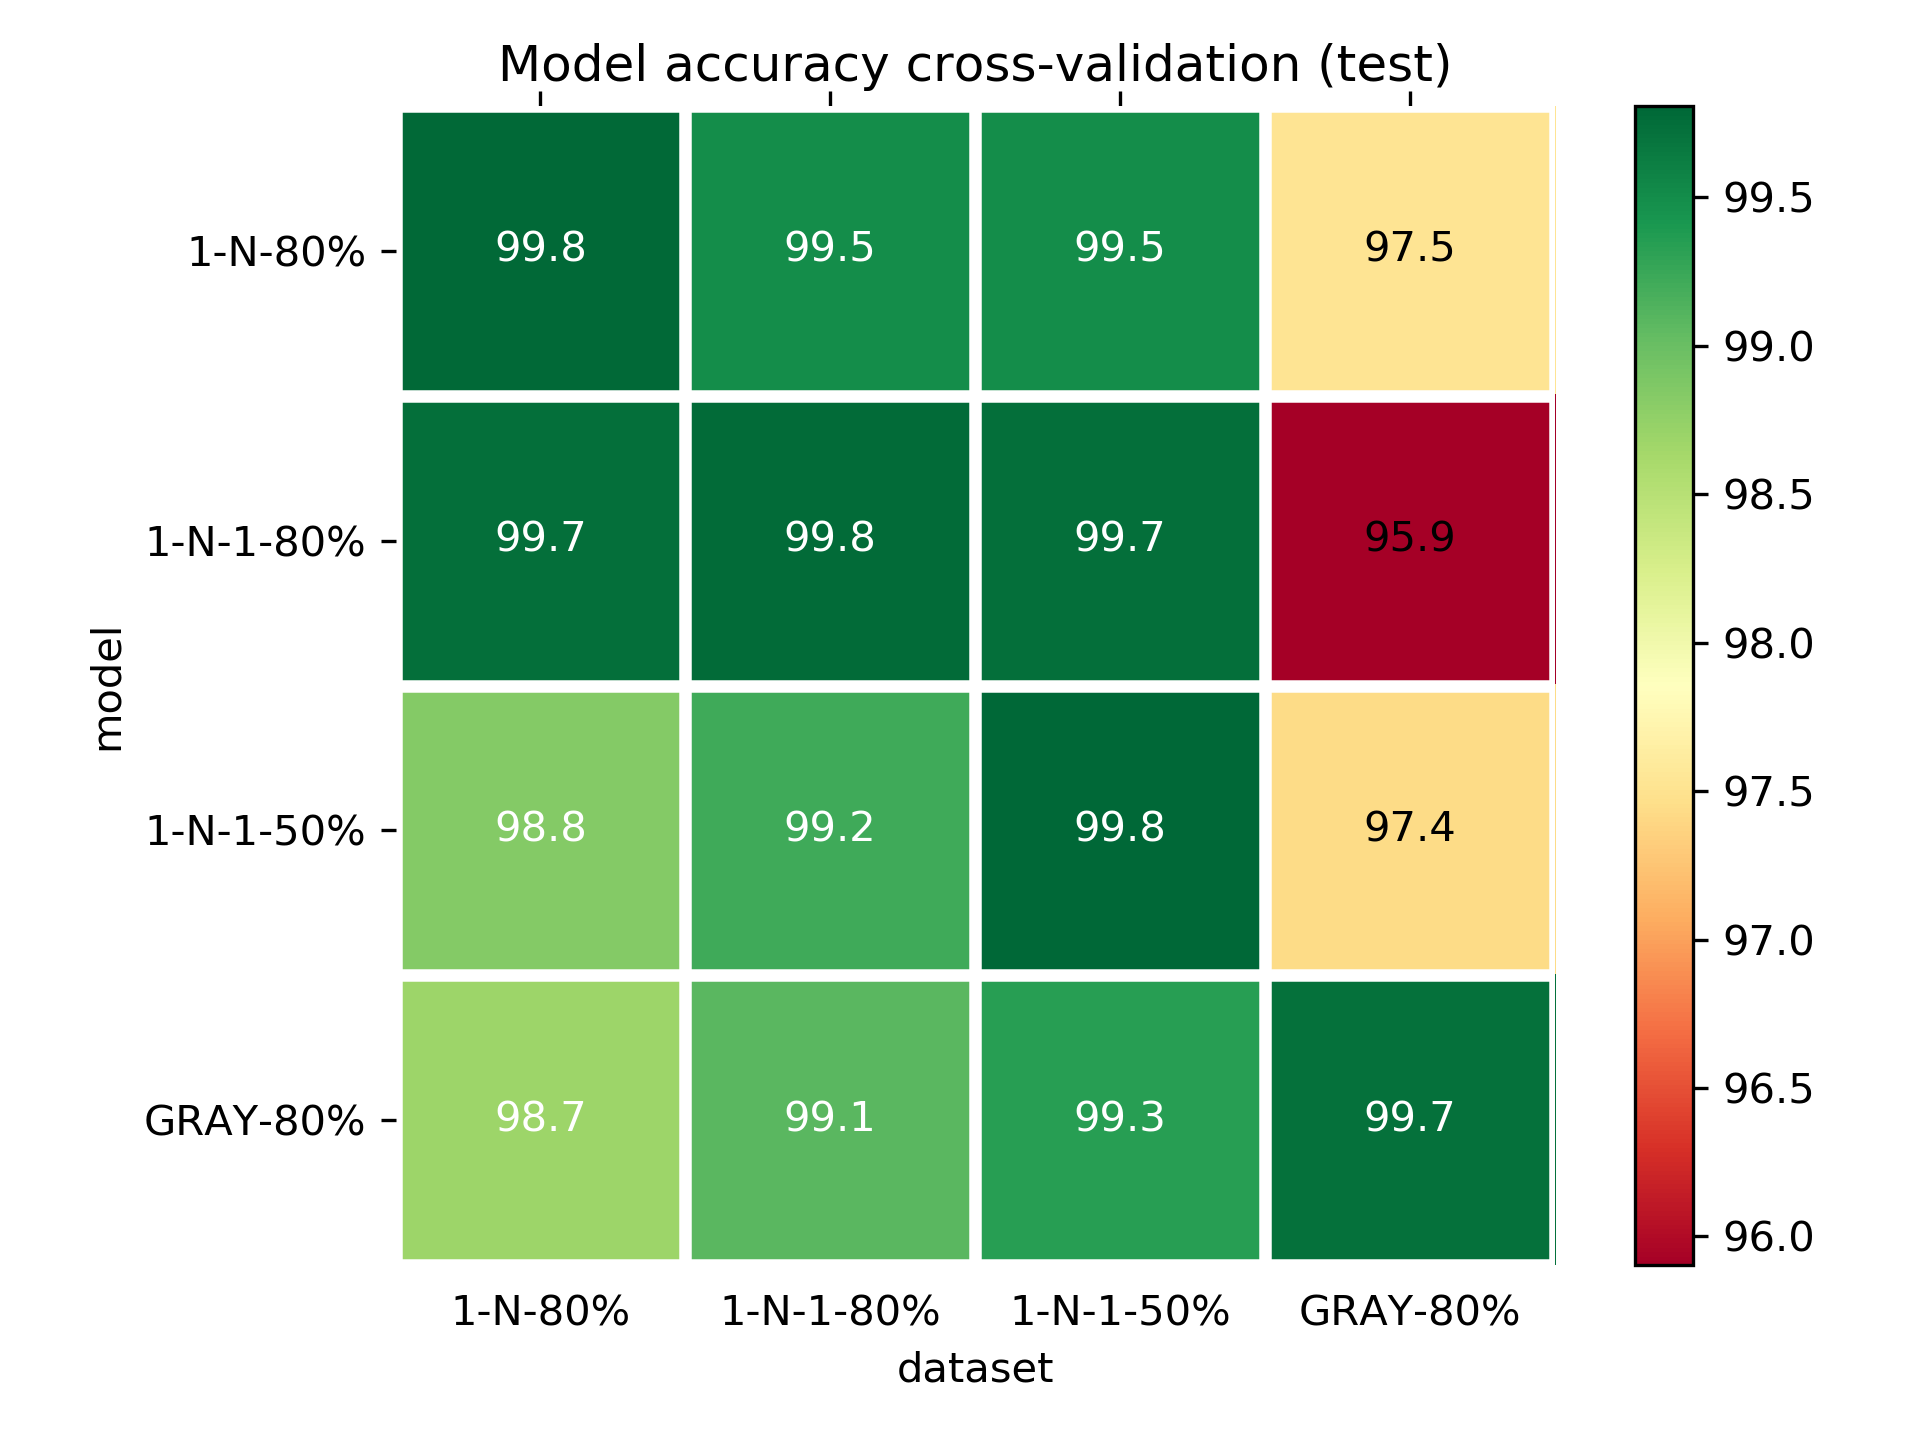 Model accuracy cross-validation (test)
1-N-80% 99.8 99.5 99.5 97.5
1-N-1-80% 99.7 99.8 99.7 95.9
1-N-1-50% 98.8 99.2 99.8 97.4
GRAY-80% 98.7 99.1 99.3 99.7
1-N-80% 1-N-1-80% 1-N-1-50% GRAY-80%
dataset
model
99.5
99.0
98.5
98.0
97.5
97.0
96.5
96.0